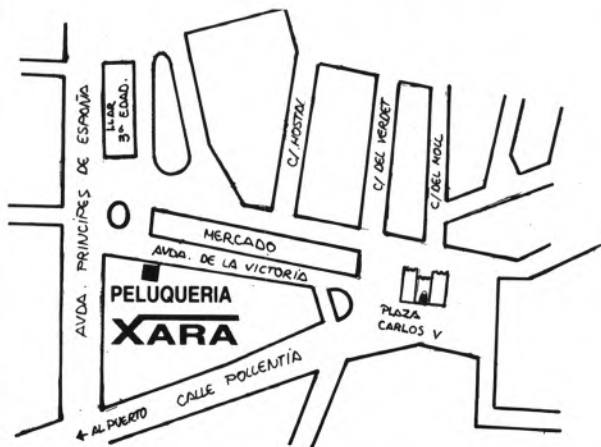 LLAR
3ª EDAD.
AVDA. PRINCIPES DE ESPAÑA
C/. HOSTAL
C/ DEL VERDET
C/ DEL MOLL
MERCADO
AVDA. DE LA VICTORIA
PELUQUERIA
XARA
PLAZA
CARLOS V
CALLE POLLENTIA
← AL PUERTO